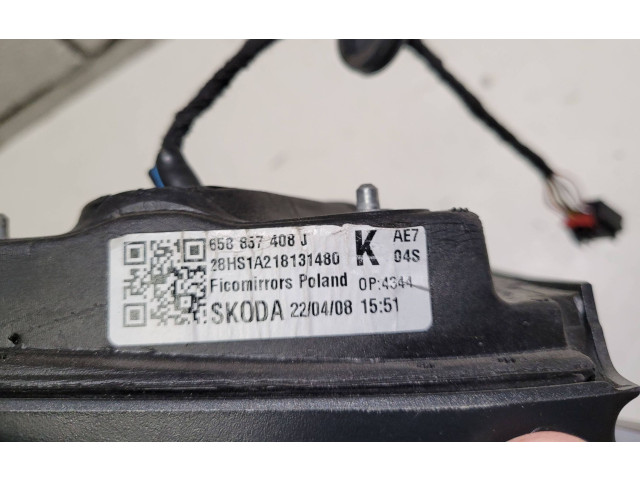 658 857 408 J
28HS1A218131480
K
AE7
04S
Ficomirrors Poland OP:4344
SKODA 22/04/08 15:51